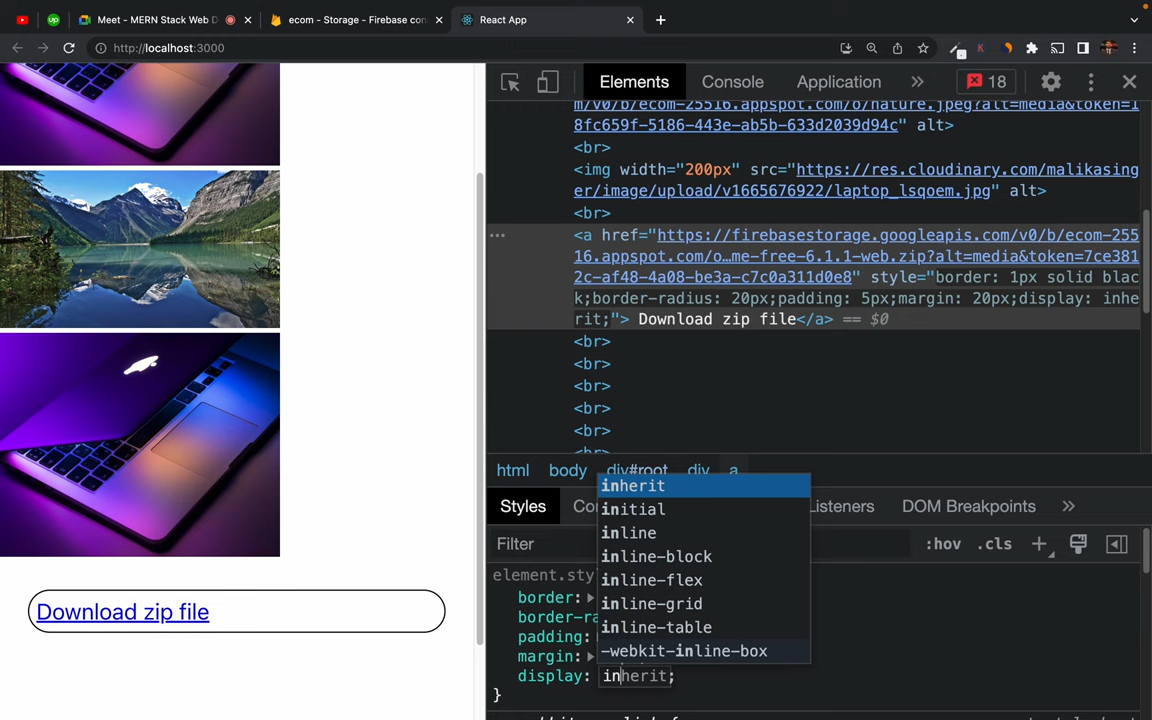 Meet - MERN Stack Web D
ecom - Storage - Firebase con
React App
http://localhost:3000
Elements
Console
Application
18
m/v0/b/ecom-25516.appspot.com/o/nature.jpeg?alt=media&token=1
8fc659f-5186-443e-ab5b-633d2039d94c" alt>
<br>
<img width="200px" src="https://res.cloudinary.com/malikasing
er/image/upload/v1665676922/laptop_lsqoem.jpg" alt>
<br>
<a href="https://firebasestorage.googleapis.com/v0/b/ecom-255
16.appspot.com/o…me-free-6.1.1-web.zip?alt=media&token=7ce381
2c-af48-4a08-be3a-c7c0a311d0e8" style="border: 1px solid blac
k;border-radius: 20px;padding: 5px;margin: 20px;display: inhe
rit;"> Download zip file</a> == $0
<br>
<br>
<br>
<br>
<br>
html body div#root div a
Styles Co Listeners DOM Breakpoints
Filter
:hov .cls
element.sty
border:
border-ra
padding:
margin:
display: inherit;
}
inherit
initial
inline
inline-block
inline-flex
inline-grid
inline-table
-webkit-inline-box
Download zip file